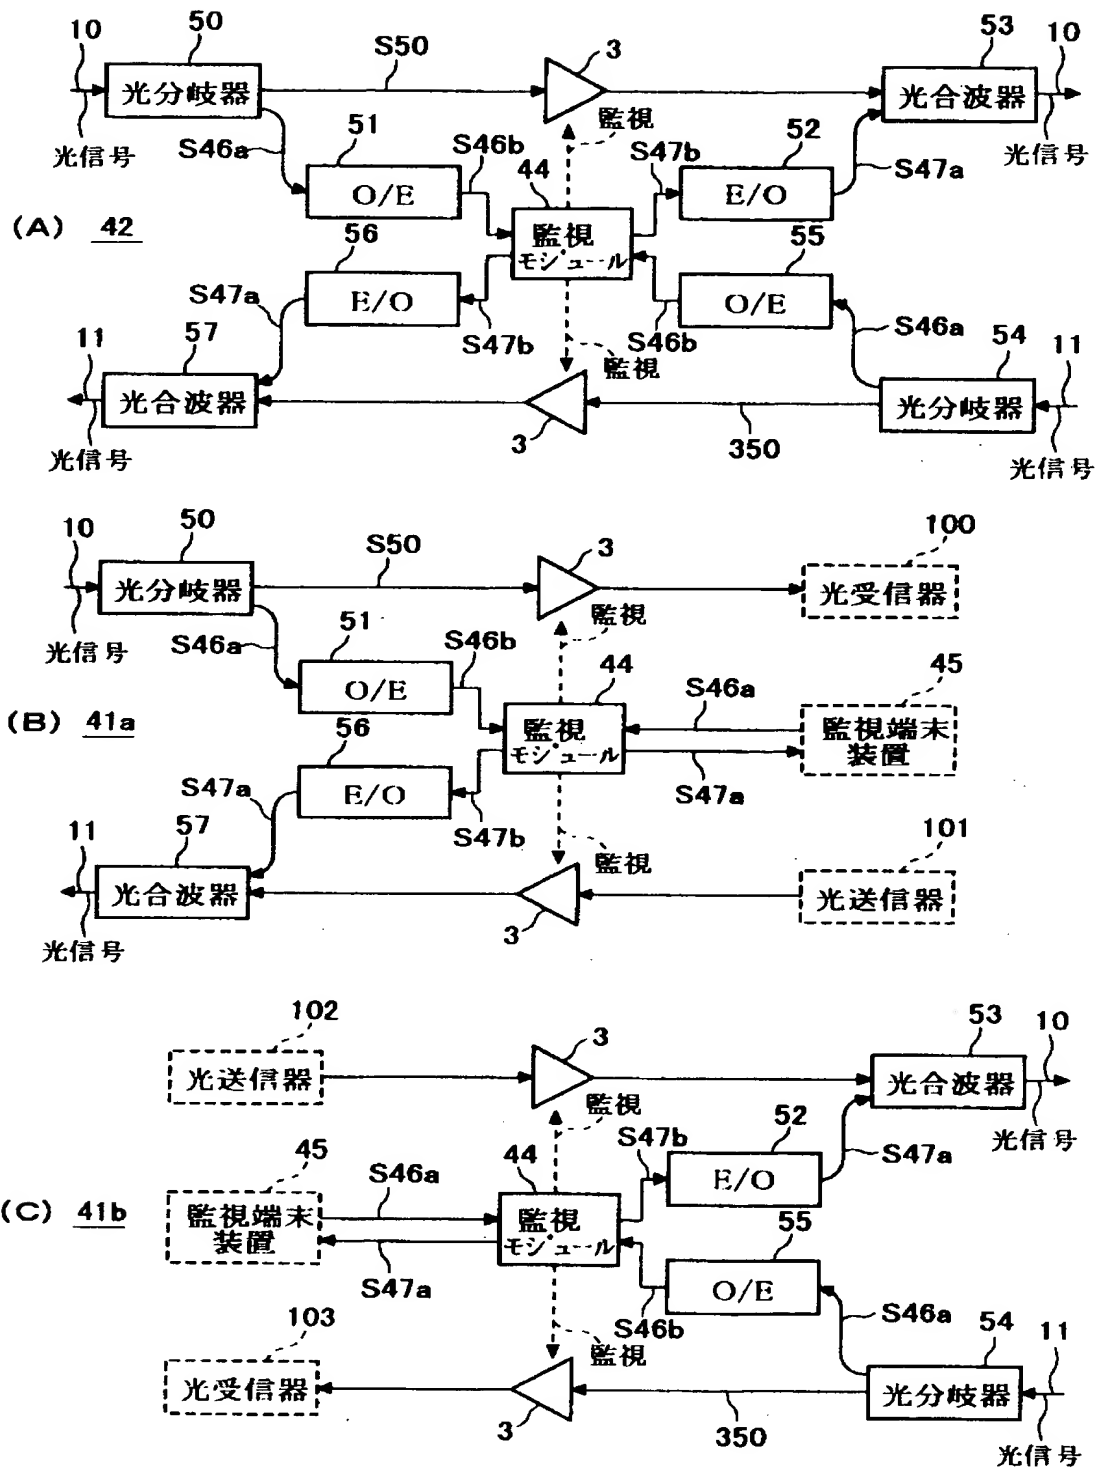 10
50
S50
3
53
10
光分岐器
光合波器
光信号
S46a
51
S46b
監視
S47b
52
S47a
光信号
O/E
44
E/O
(A) 42
監視
モジュール
56
55
E/O
O/E
S47a
S47b
S46b
S46a
11
57
監視
54
11
光合波器
光分岐器
光信号
3
350
光信号
10
50
S50
3
100
光分岐器
光受信器
光信号
S46a
51
S46b
監視
O/E
44
S46a
45
(B) 41a
監視
モジュール
監視端末
装置
56
E/O
S47a
S47b
S47a
11
57
監視
101
光合波器
光送信器
光信号
3
102
3
53
10
光送信器
光合波器
監視
光信号
45
S46a
44
S47b
52
S47a
E/O
(C) 41b
監視端末
装置
監視
モジュール
S47a
55
O/E
S46b
S46a
103
監視
54
11
光受信器
光分岐器
3
350
光信号